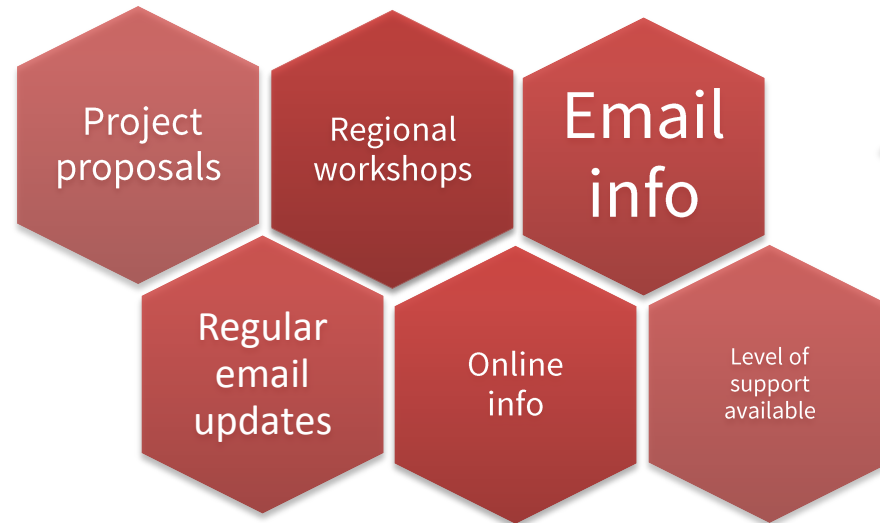 Project
proposals
Regional
workshops
Email
info
Regular
email
updates
Online
info
Level of
support
available